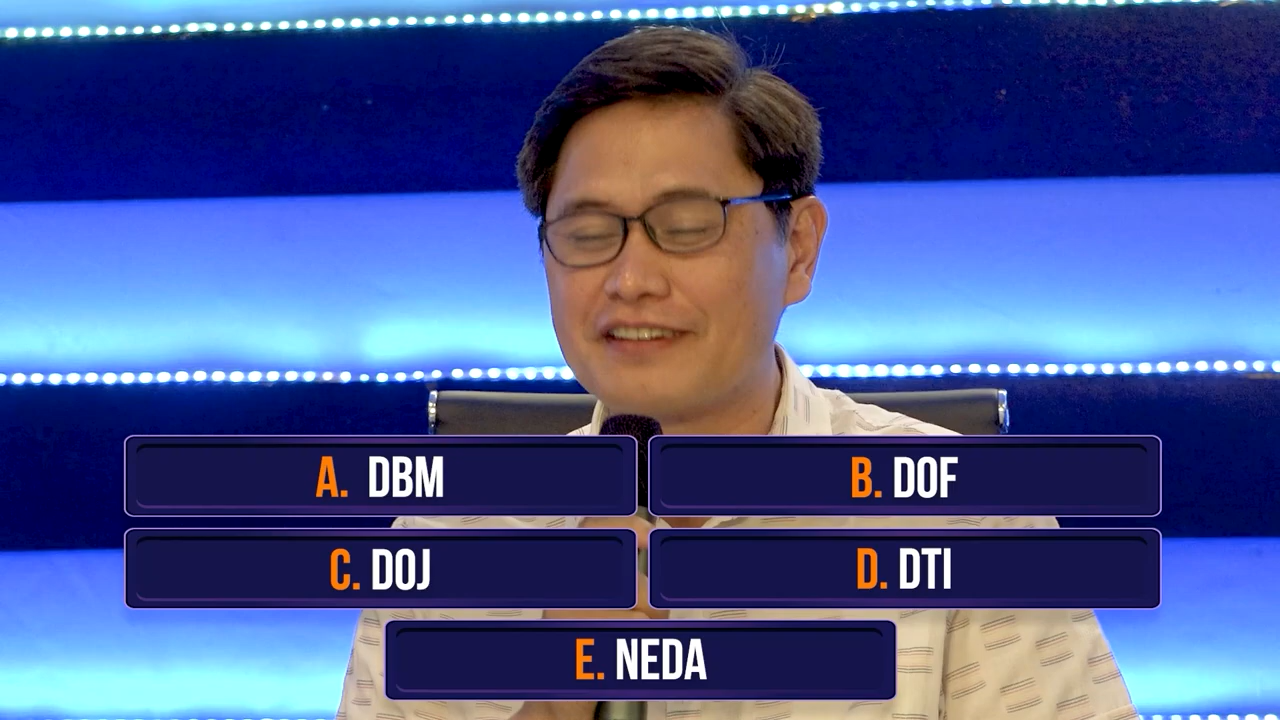 A. DBM
B. DOF
C. DOJ
D. DTI
E. NEDA